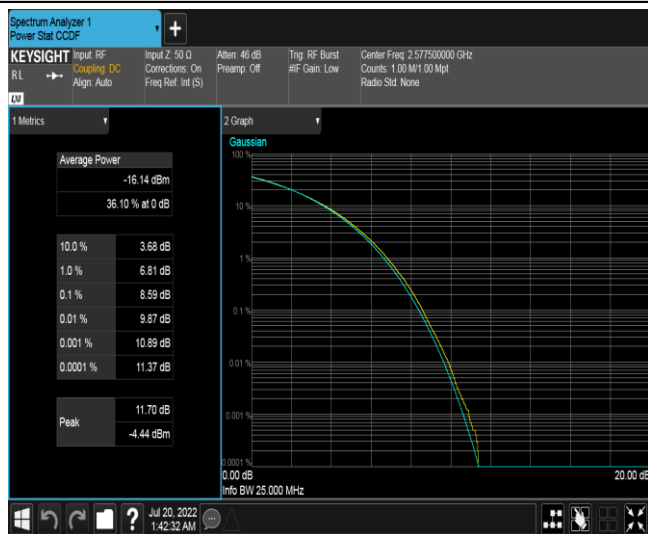 Spectrum Analyzer 1
Power Stat CCDF
+
KEYSIGHT
RL
LXI
Input: RF
Coupling: DC
Align: Auto
Input Z: 50 Ω
Corrections: On
Freq Ref: Int (S)
Atten: 46 dB
Preamp: Off
Trig: RF Burst
#IF Gain: Low
Center Freq: 2.577500000 GHz
Counts: 1.00 M/1.00 Mpt
Radio Std: None
1 Metrics
Average Power
-16.14 dBm
36.10 % at 0 dB
10.0 % 3.68 dB
1.0 % 6.81 dB
0.1 % 8.59 dB
0.01 % 9.87 dB
0.001 % 10.89 dB
0.0001 % 11.37 dB
Peak
11.70 dB
-4.44 dBm
2 Graph
Gaussian
100 %
10 %
1 %
0.1 %
0.01 %
0.001 %
0.0001 %
0.00 dB
20.00 dB
Info BW 25.000 MHz
?
Jul 20, 2022
1:42:32 AM